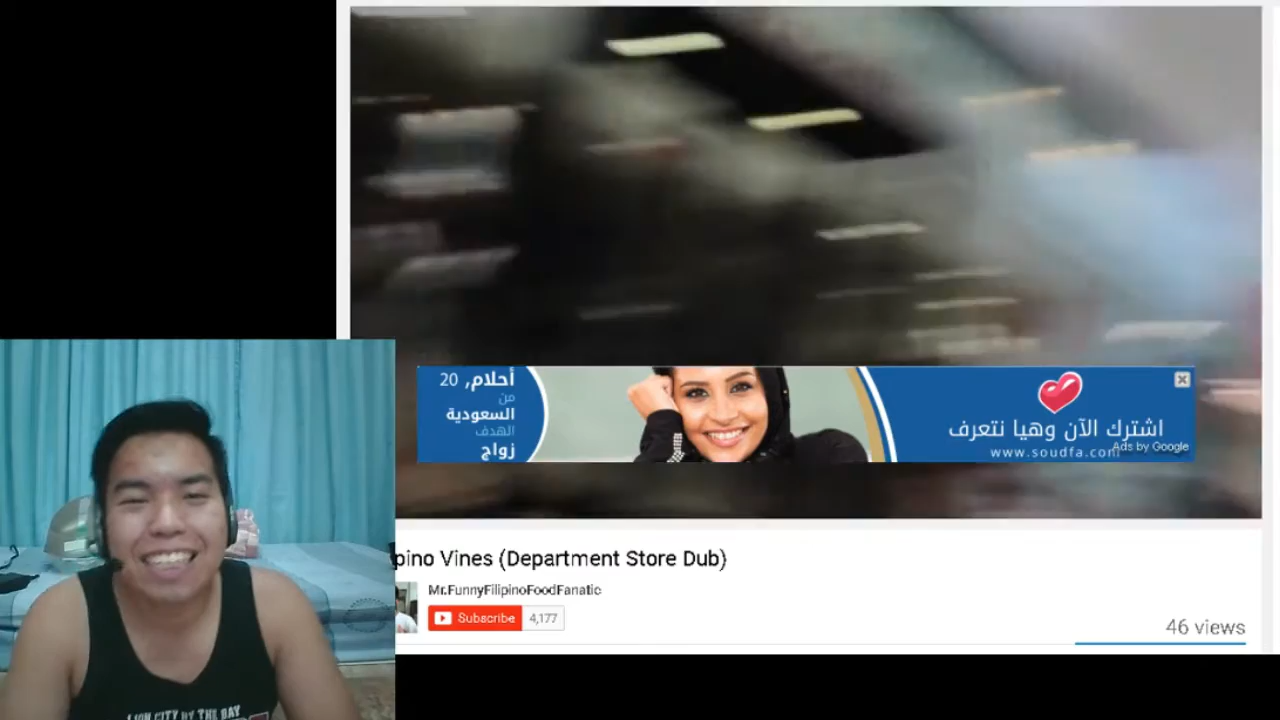 أحلام, 20
من
السعودية
الهدف
زواج
اشترك الآن وهيا نتعرف
www.soudfa.com
Ads by Google
pino Vines (Department Store Dub)
Mr.FunnyFilipinoFoodFanatic
Subscribe 4,177
46 views
LION CITY BY THE DAY